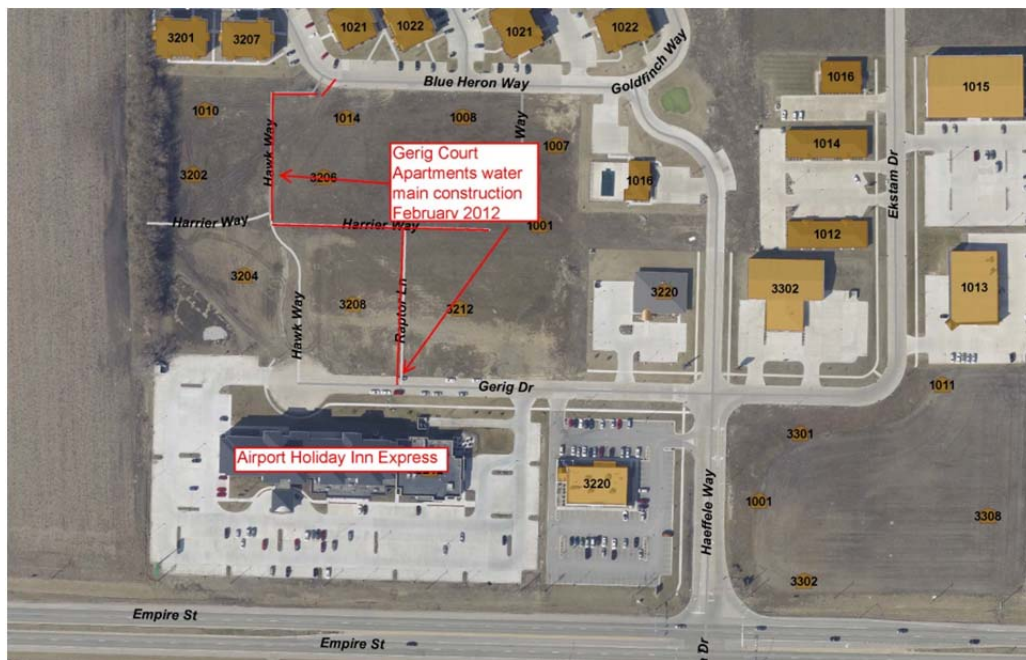 3201
3207
1021
1022
1021
1022
Blue Heron Way
Goldfinch Way
1016
1015
1010
1014
1008
Way
1007
1014
Hawk Way
Gerig Court
Apartments water
main construction
February 2012
3202
3206
1016
Ekstam Dr
Harrier Way
Harrier Way
1001
1012
3204
3208
Raptor Ln
3212
3220
3302
1013
Hawk Way
Gerig Dr
1011
3301
Airport Holiday Inn Express
3220
Haeffele Way
1001
3308
3302
Empire St
Empire St
Dr